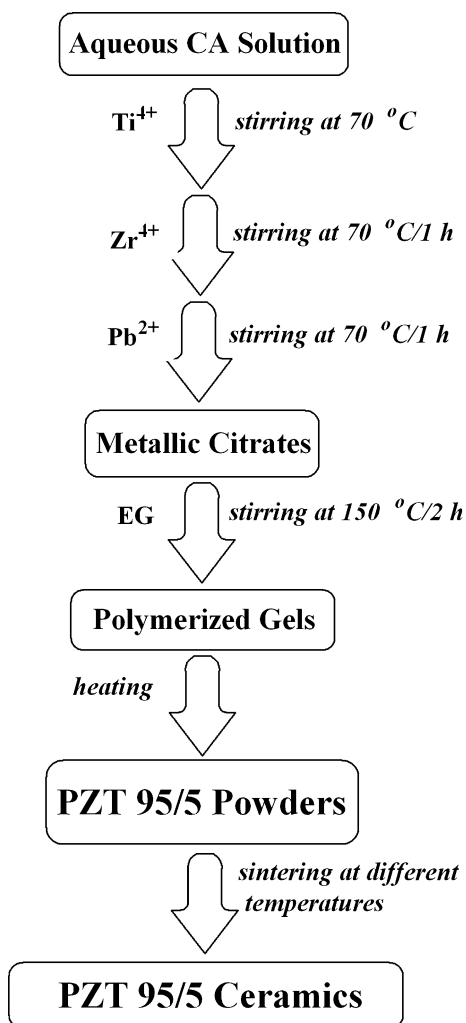 Aqueous CA Solution
Ti⁴⁺ stirring at 70 °C
Zr⁴⁺ stirring at 70 °C/1 h
Pb²⁺ stirring at 70 °C/1 h
Metallic Citrates
EG stirring at 150 °C/2 h
Polymerized Gels
heating
PZT 95/5 Powders
sintering at different
temperatures
PZT 95/5 Ceramics